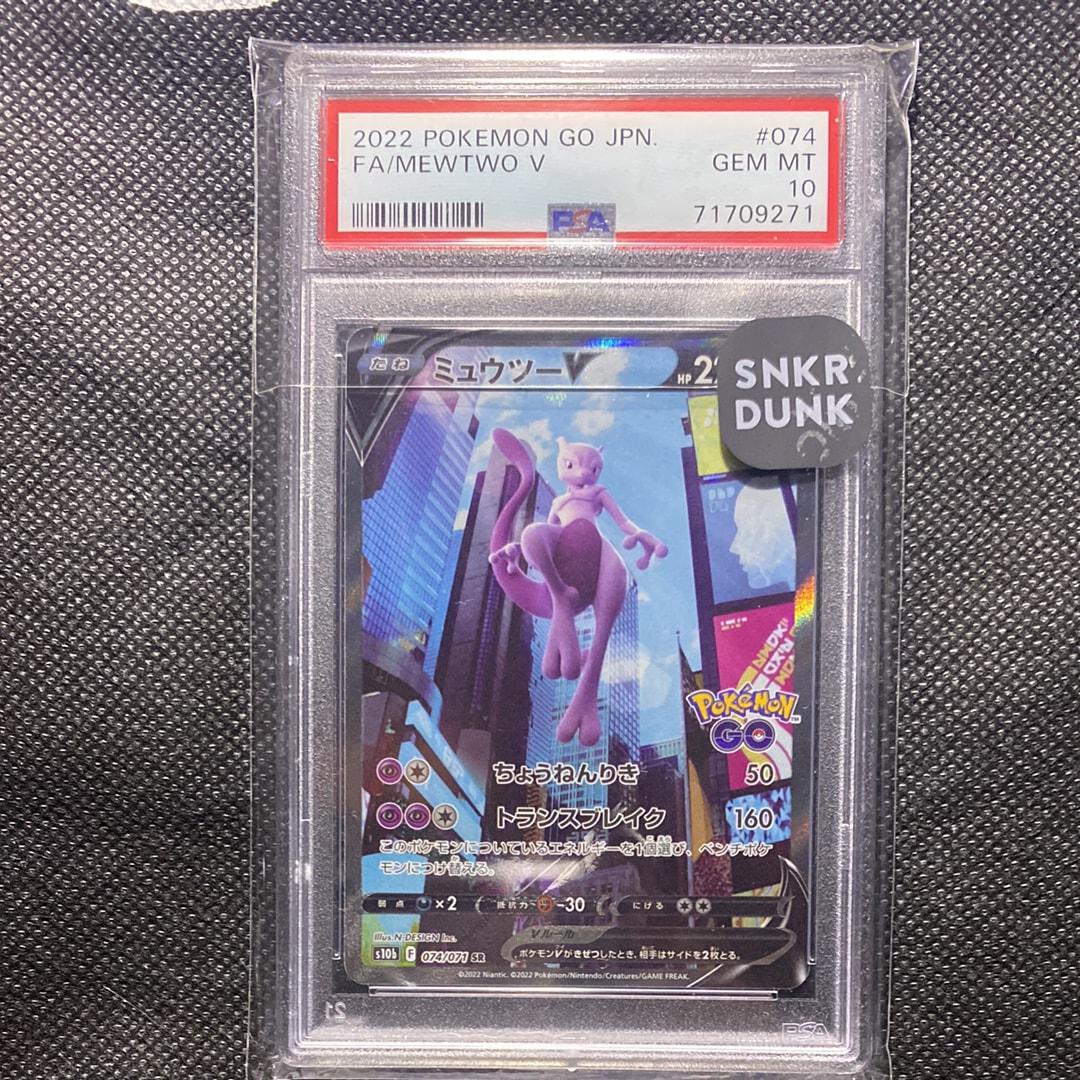 2022 POKEMON GO JPN. #074
FA/MEWTWO V GEM MT
10
71709271
PSA
たね ミュウツーV HP 22
SNKR
DUNK
POKéMON™
GO
ちょうねんりき 50
トランスブレイク 160
このポケモンについているエネルギーを1個選び、ベンチポケ
モンにつけ替える。
弱点 ×2 抵抗力 -30 にげる
Vルール
ポケモンVがきぜつしたとき、相手はサイドを2枚とる。
Illus. N-DESIGN Inc.
s10b F 074/071 SR
©2022 Niantic. ©2022 Pokémon/Nintendo/Creatures/GAME FREAK.
PSA